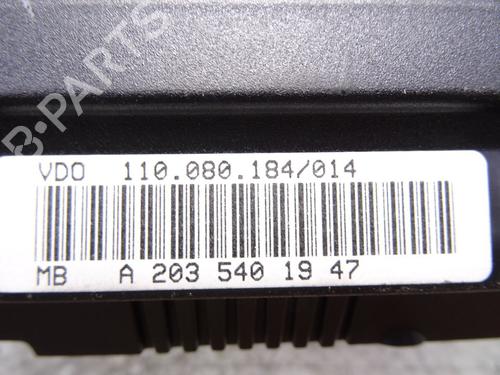 B-PARTS
VDO 110.080.184/014
MB A 203 540 19 47